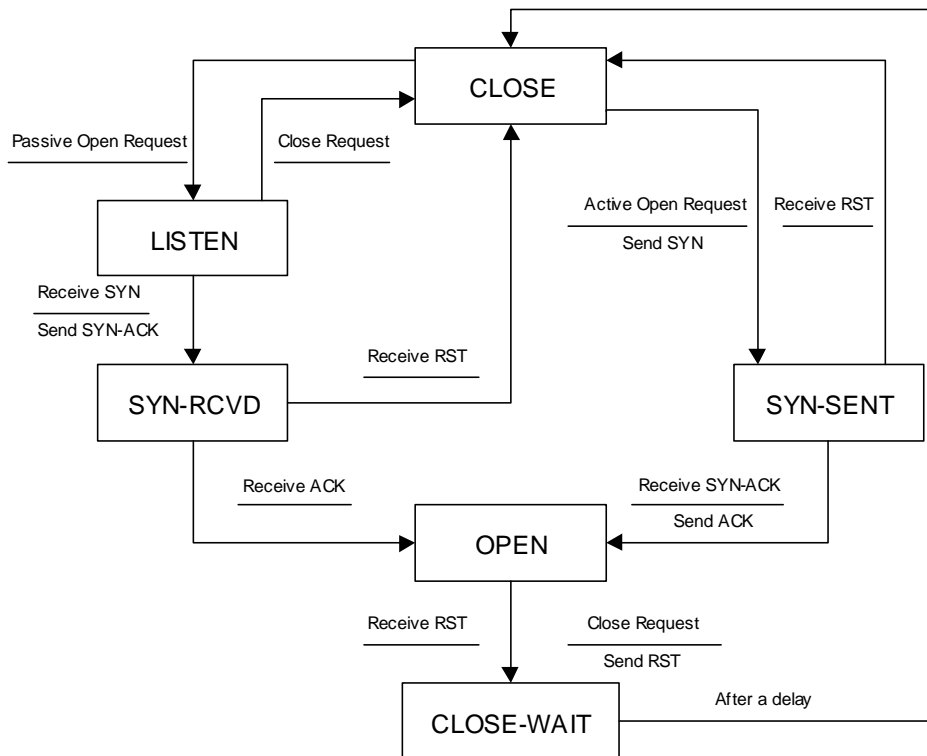 CLOSE
Passive Open Request
Close Request
Active Open Request
Send SYN
Receive RST
LISTEN
Receive SYN
Send SYN-ACK
Receive RST
SYN-RCVD
SYN-SENT
Receive ACK
Receive SYN-ACK
Send ACK
OPEN
Receive RST
Close Request
Send RST
CLOSE-WAIT
After a delay